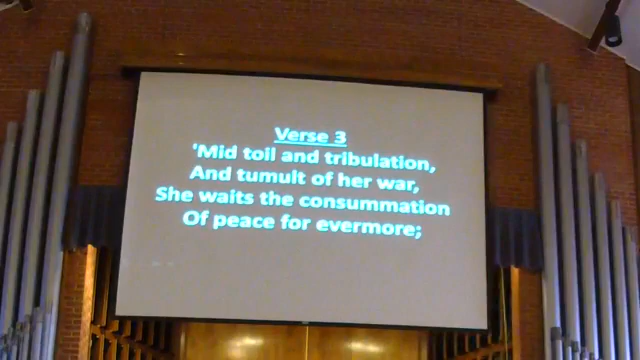 Verse 3
'Mid toil and tribulation,
And tumult of her war,
She waits the consummation
Of peace for evermore;